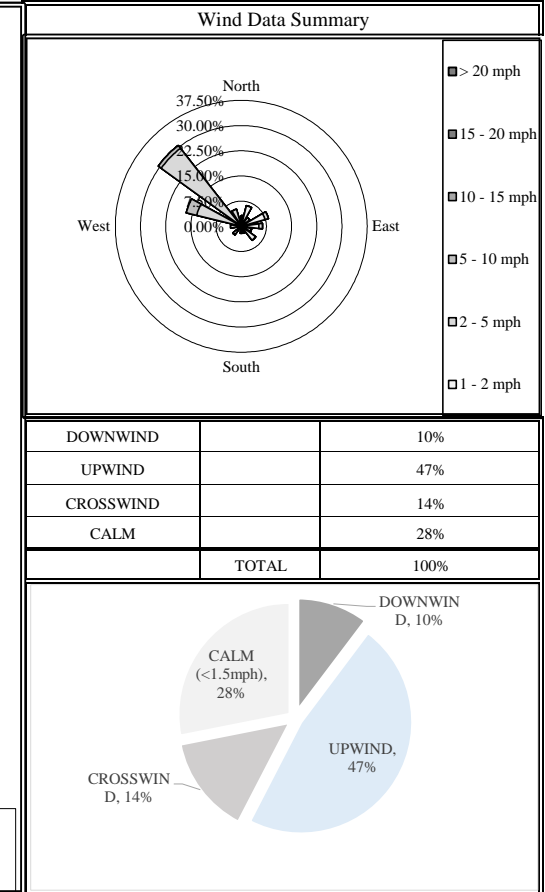 Wind Data Summary
North
37.50%
30.00%
22.50%
15.00%
7.50%
0.00%
West
East
South
> 20 mph
15 - 20 mph
10 - 15 mph
5 - 10 mph
2 - 5 mph
1 - 2 mph
DOWNWIND 10%
UPWIND 47%
CROSSWIND 14%
CALM 28%
TOTAL 100%
DOWNWIN
D, 10%
CALM
(<1.5mph),
28%
UPWIND,
47%
CROSSWIN
D, 14%